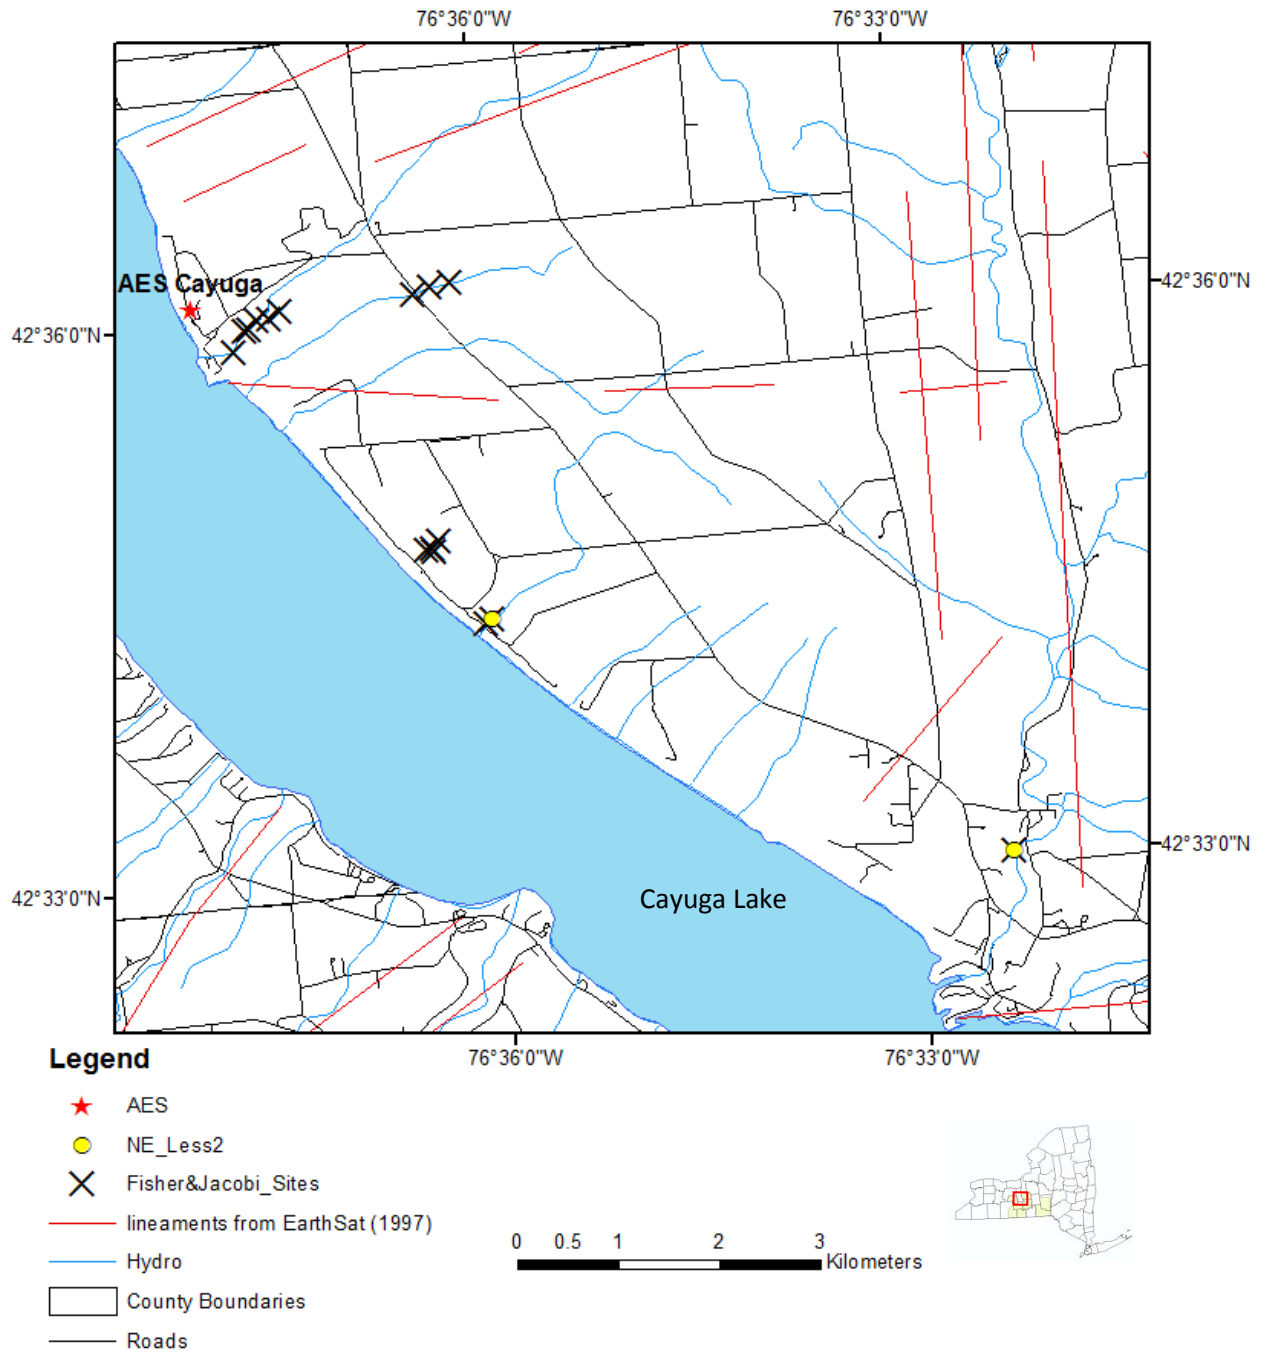 76°36'0"W
76°33'0"W
AES Cayuga
42°36'0"N
42°36'0"N
42°33'0"N
42°33'0"N
Cayuga Lake
76°36'0"W
76°33'0"W
Legend
AES
NE_Less2
Fisher&Jacobi_Sites
lineaments from EarthSat (1997)
Hydro
County Boundaries
Roads
0 0.5 1 2 3
Kilometers